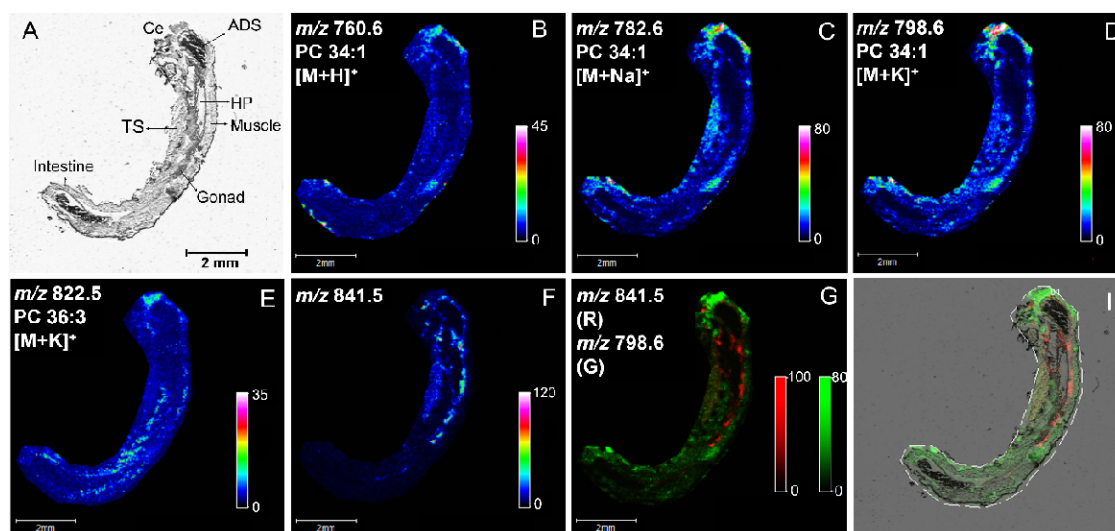 A
Ce
ADS
HP
TS
Muscle
Intestine
Gonad
2 mm
m/z 760.6
PC 34:1
[M+H]⁺
B
45
0
2mm
m/z 782.6
PC 34:1
[M+Na]⁺
C
80
0
2mm
m/z 798.6
PC 34:1
[M+K]⁺
D
80
0
2mm
m/z 822.5
PC 36:3
[M+K]⁺
E
35
0
2mm
m/z 841.5
F
120
0
2mm
m/z 841.5
(R)
m/z 798.6
(G)
G
100
80
0
0
2mm
I